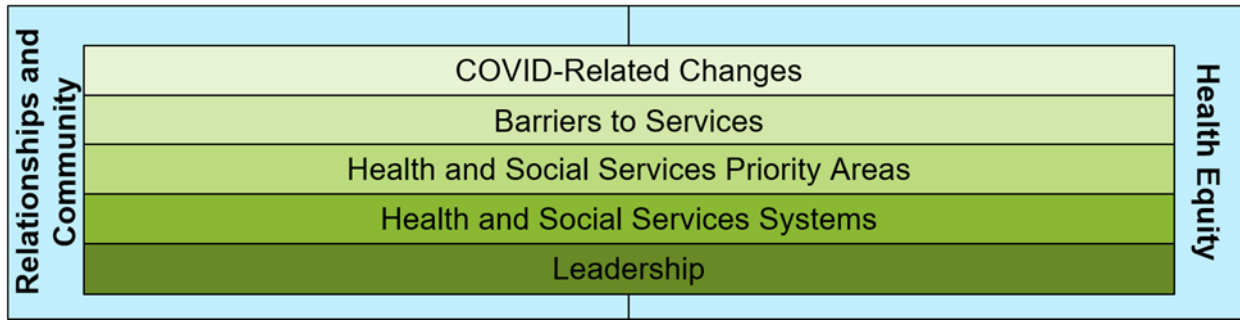 Relationships and
Community
COVID-Related Changes
Barriers to Services
Health and Social Services Priority Areas
Health and Social Services Systems
Leadership
Health Equity